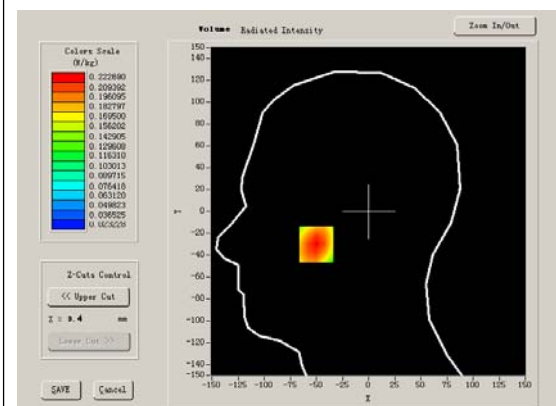 Volume Radiated Intensity
Zoom In/Out
Colors Scale
(W/kg)
0.222690
0.209392
0.196095
0.182797
0.169500
0.156202
0.142905
0.129608
0.116310
0.103013
0.089715
0.076418
0.063120
0.049823
0.036525
Z-Cuts Control
<< Upper Cut
mm
Lower Cut >>
SAVE
Cancel
150
140
120
100
80
60
40
20
0
-20
-40
-60
-80
-100
-120
-140
-150
Y
-150 -125 -100 -75 -50 -25 0 25 50 75 100 125 150
X